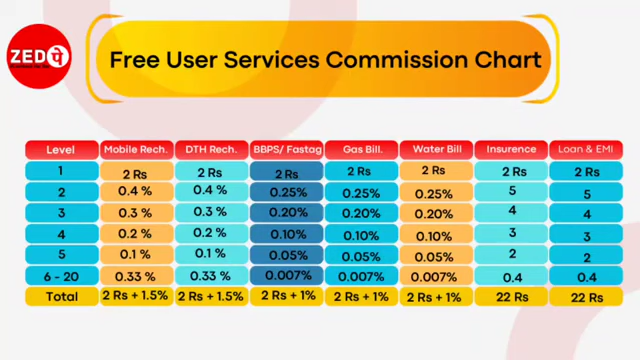 ZED पे
Free User Services Commission Chart
Level Mobile Rech. DTH Rech. BBPS/ Fastag Gas Bill. Water Bill Insurence Loan & EMI
1 2 Rs 2 Rs 2 Rs 2 Rs 2 Rs 2 Rs 2 Rs
2 0.4 % 0.4 % 0.25% 0.25% 0.25% 5 5
3 0.3 % 0.3 % 0.20% 0.20% 0.20% 4 4
4 0.2 % 0.2 % 0.10% 0.10% 0.10% 3 3
5 0.1 % 0.1 % 0.05% 0.05% 0.05% 2 2
6 - 20 0.33 % 0.33 % 0.007% 0.007% 0.007% 0.4 0.4
Total 2 Rs + 1.5% 2 Rs + 1.5% 2 Rs + 1% 2 Rs + 1% 2 Rs + 1% 22 Rs 22 Rs